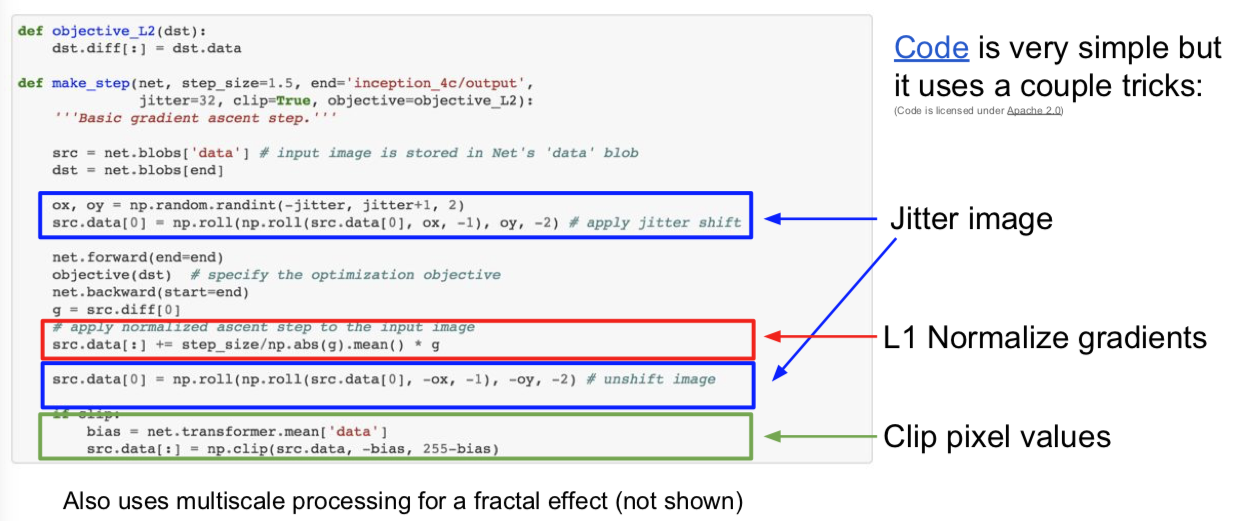 def objective_L2(dst):
    dst.diff[:] = dst.data
def make_step(net, step_size=1.5, end='inception_4c/output',
              jitter=32, clip=True, objective=objective_L2):
    '''Basic gradient ascent step.'''
    src = net.blobs['data'] # input image is stored in Net's 'data' blob
    dst = net.blobs[end]
    ox, oy = np.random.randint(-jitter, jitter+1, 2)
    src.data[0] = np.roll(np.roll(src.data[0], ox, -1), oy, -2) # apply jitter shift
    net.forward(end=end)
    objective(dst)  # specify the optimization objective
    net.backward(start=end)
    g = src.diff[0]
    # apply normalized ascent step to the input image
    src.data[:] += step_size/np.abs(g).mean() * g
    src.data[0] = np.roll(np.roll(src.data[0], -ox, -1), -oy, -2) # unshift image
    if clip:
        bias = net.transformer.mean['data']
        src.data[:] = np.clip(src.data, -bias, 255-bias)
Code is very simple but
it uses a couple tricks:
(Code is licensed under Apache 2.0)
Jitter image
L1 Normalize gradients
Clip pixel values
Also uses multiscale processing for a fractal effect (not shown)